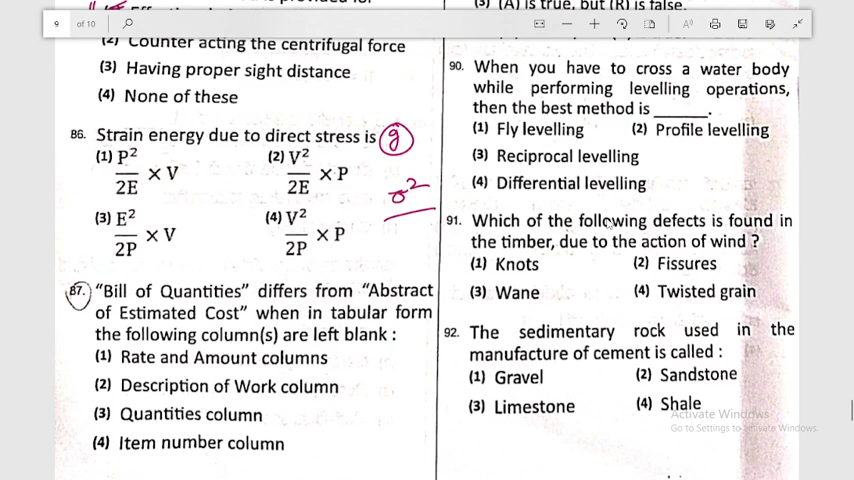 9 of 10
(2) Counter acting the centrifugal force
(3) Having proper sight distance
(4) None of these
86. Strain energy due to direct stress is
(1) P²/2E × V (2) V²/2E × P
σ²
(3) E²/2P × V (4) V²/2P × P
87. "Bill of Quantities" differs from "Abstract
of Estimated Cost" when in tabular form
the following column(s) are left blank :
(1) Rate and Amount columns
(2) Description of Work column
(3) Quantities column
(4) Item number column
(3) (A) is true, but (R) is false.
90. When you have to cross a water body
while performing levelling operations,
then the best method is ______.
(1) Fly levelling (2) Profile levelling
(3) Reciprocal levelling
(4) Differential levelling
91. Which of the following defects is found in
the timber, due to the action of wind ?
(1) Knots (2) Fissures
(3) Wane (4) Twisted grain
92. The sedimentary rock used in the
manufacture of cement is called :
(1) Gravel (2) Sandstone
(3) Limestone (4) Shale
Activate Windows
Go to Settings to activate Windows.